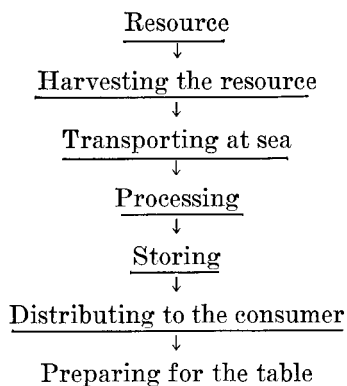 Resource
↓
Harvesting the resource
↓
Transporting at sea
↓
Processing
↓
Storing
↓
Distributing to the consumer
↓
Preparing for the table